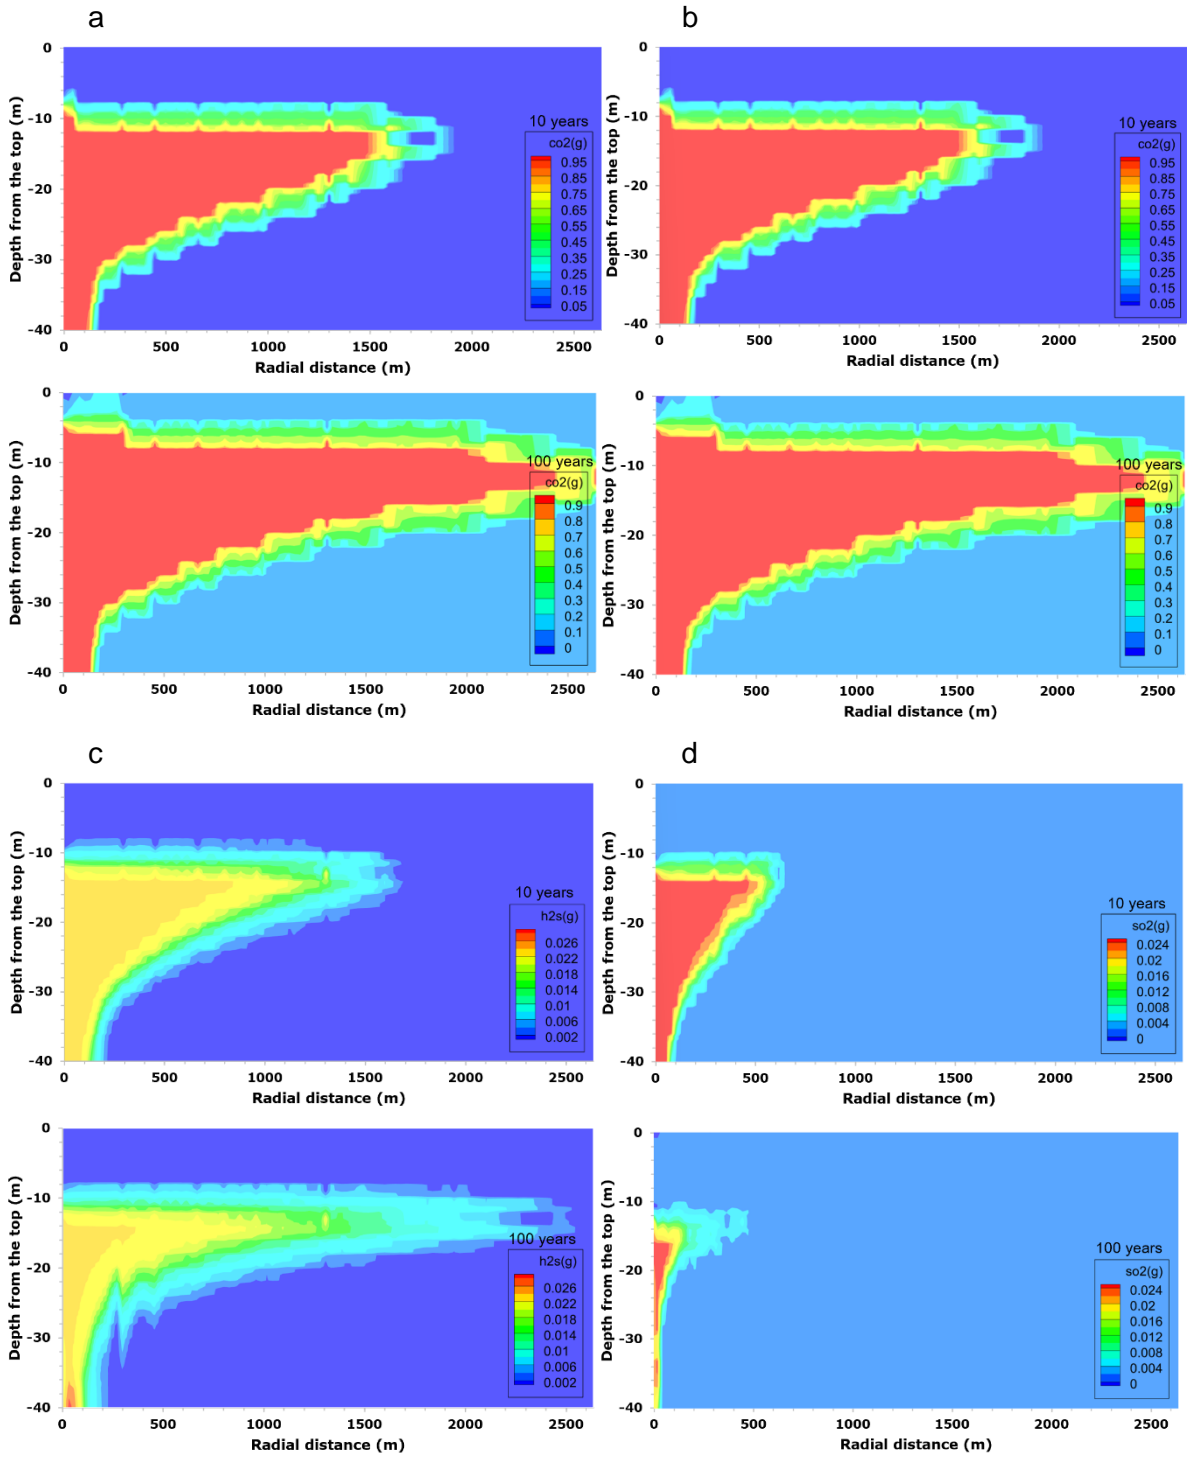 a
b
0
-10
-20
-30
-40
Depth from the top (m)
10 years
co2(g)
0.95
0.85
0.75
0.65
0.55
0.45
0.35
0.25
0.15
0.05
0 500 1000 1500 2000 2500
Radial distance (m)
0
-10
-20
-30
-40
Depth from the top (m)
10 years
co2(g)
0.95
0.85
0.75
0.65
0.55
0.45
0.35
0.25
0.15
0.05
0 500 1000 1500 2000 2500
Radial distance (m)
0
-10
-20
-30
-40
Depth from the top (m)
100 years
co2(g)
0.9
0.8
0.7
0.6
0.5
0.4
0.3
0.2
0.1
0
0 500 1000 1500 2000 2500
Radial distance (m)
0
-10
-20
-30
-40
Depth from the top (m)
100 years
co2(g)
0.9
0.8
0.7
0.6
0.5
0.4
0.3
0.2
0.1
0
0 500 1000 1500 2000 2500
Radial distance (m)
c
d
0
-10
-20
-30
-40
Depth from the top (m)
10 years
h2s(g)
0.026
0.022
0.018
0.014
0.01
0.006
0.002
0 500 1000 1500 2000 2500
Radial distance (m)
0
-10
-20
-30
-40
Depth from the top (m)
10 years
so2(g)
0.024
0.02
0.016
0.012
0.008
0.004
0
0 500 1000 1500 2000 2500
Radial distance (m)
0
-10
-20
-30
-40
Depth from the top (m)
100 years
h2s(g)
0.026
0.022
0.018
0.014
0.01
0.006
0.002
0 500 1000 1500 2000 2500
Radial distance (m)
0
-10
-20
-30
-40
Depth from the top (m)
100 years
so2(g)
0.024
0.02
0.016
0.012
0.008
0.004
0
0 500 1000 1500 2000 2500
Radial distance (m)